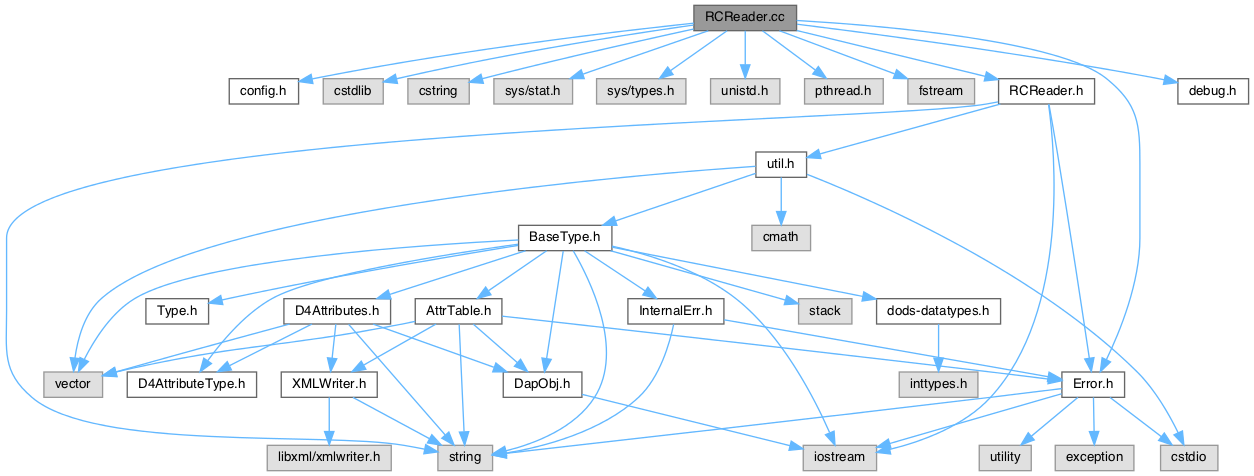 RCReader.cc
config.h
cstdlib
cstring
sys/stat.h
sys/types.h
unistd.h
pthread.h
fstream
RCReader.h
debug.h
util.h
BaseType.h
cmath
Type.h
D4Attributes.h
AttrTable.h
InternalErr.h
stack
dods-datatypes.h
vector
D4AttributeType.h
XMLWriter.h
DapObj.h
inttypes.h
Error.h
libxml/xmlwriter.h
string
iostream
utility
exception
cstdio